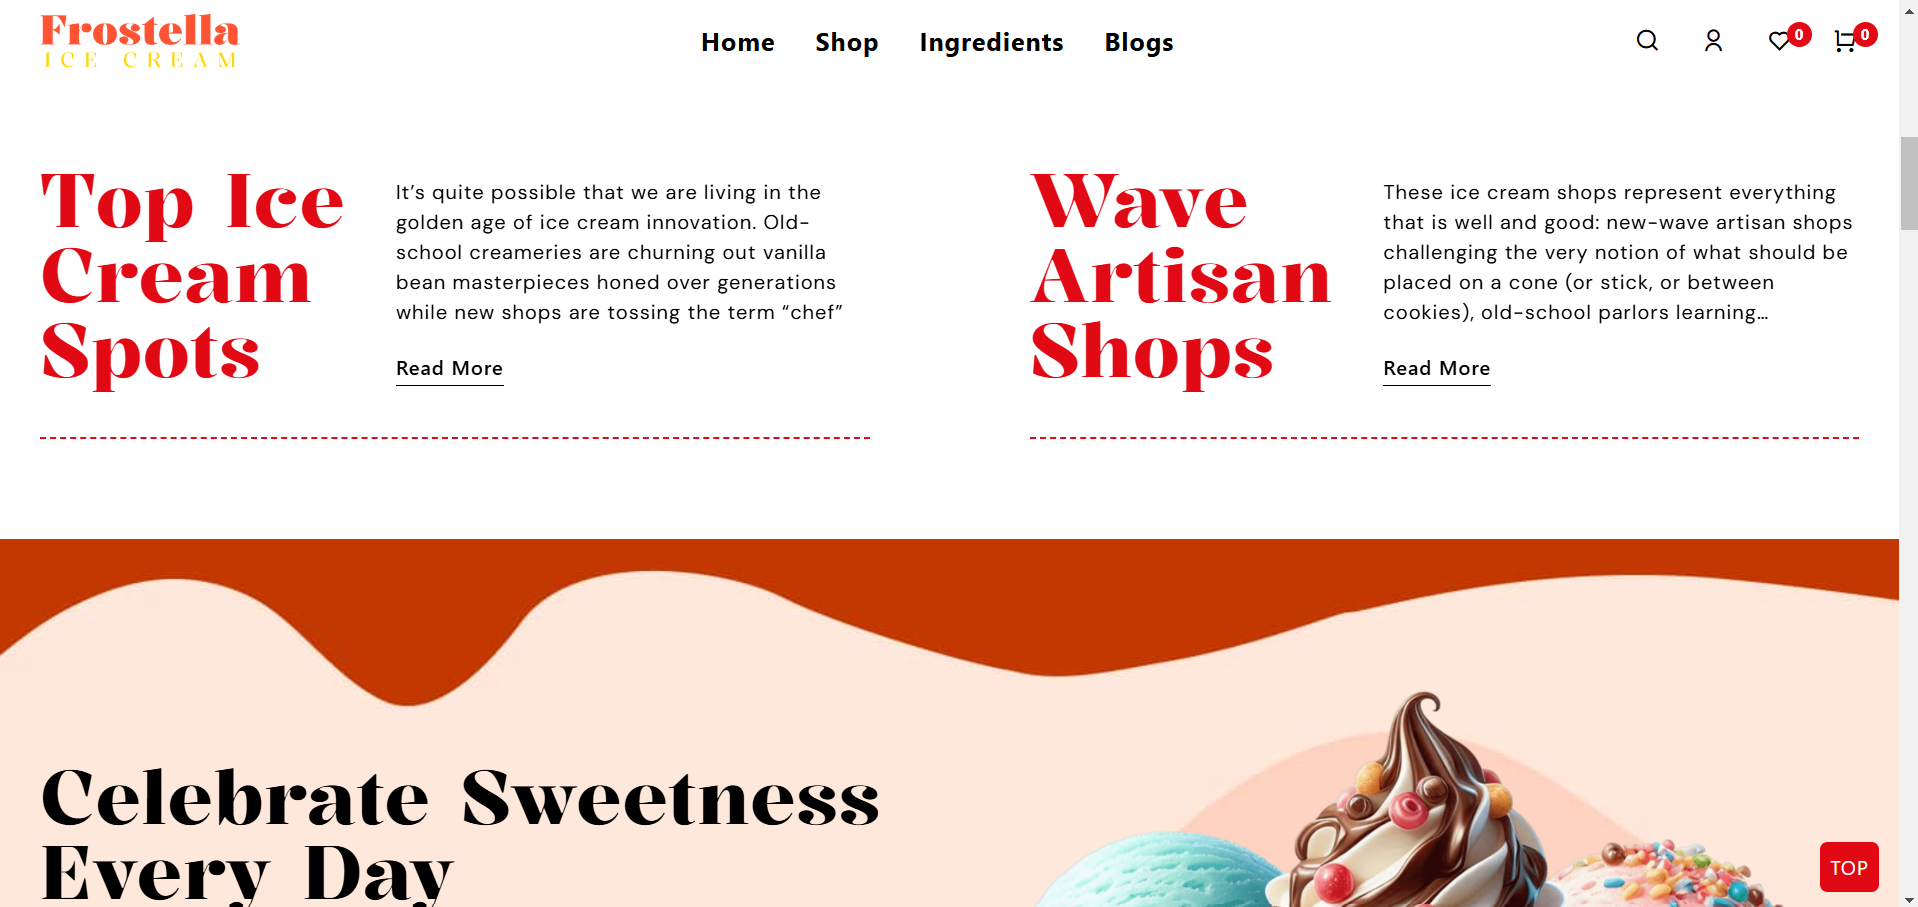 Frostella
ICE CREAM
Home Shop Ingredients Blogs
0 0
Top Ice
Cream
Spots
It’s quite possible that we are living in the
golden age of ice cream innovation. Old-
school creameries are churning out vanilla
bean masterpieces honed over generations
while new shops are tossing the term “chef”
Read More
Wave
Artisan
Shops
These ice cream shops represent everything
that is well and good: new-wave artisan shops
challenging the very notion of what should be
placed on a cone (or stick, or between
cookies), old-school parlors learning…
Read More
Celebrate Sweetness
Every Day
TOP